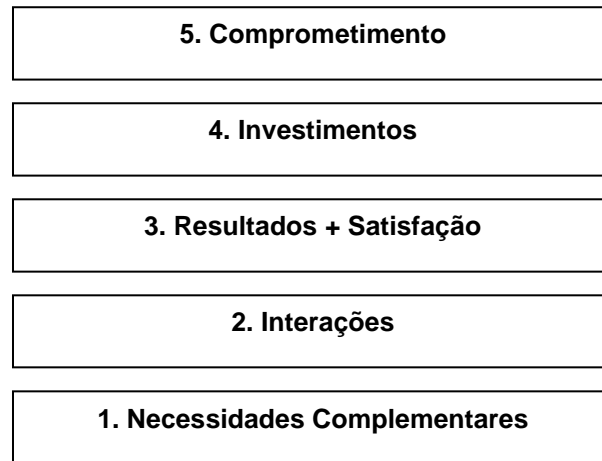 5. Comprometimento
4. Investimentos
3. Resultados + Satisfação
2. Interações
1. Necessidades Complementares